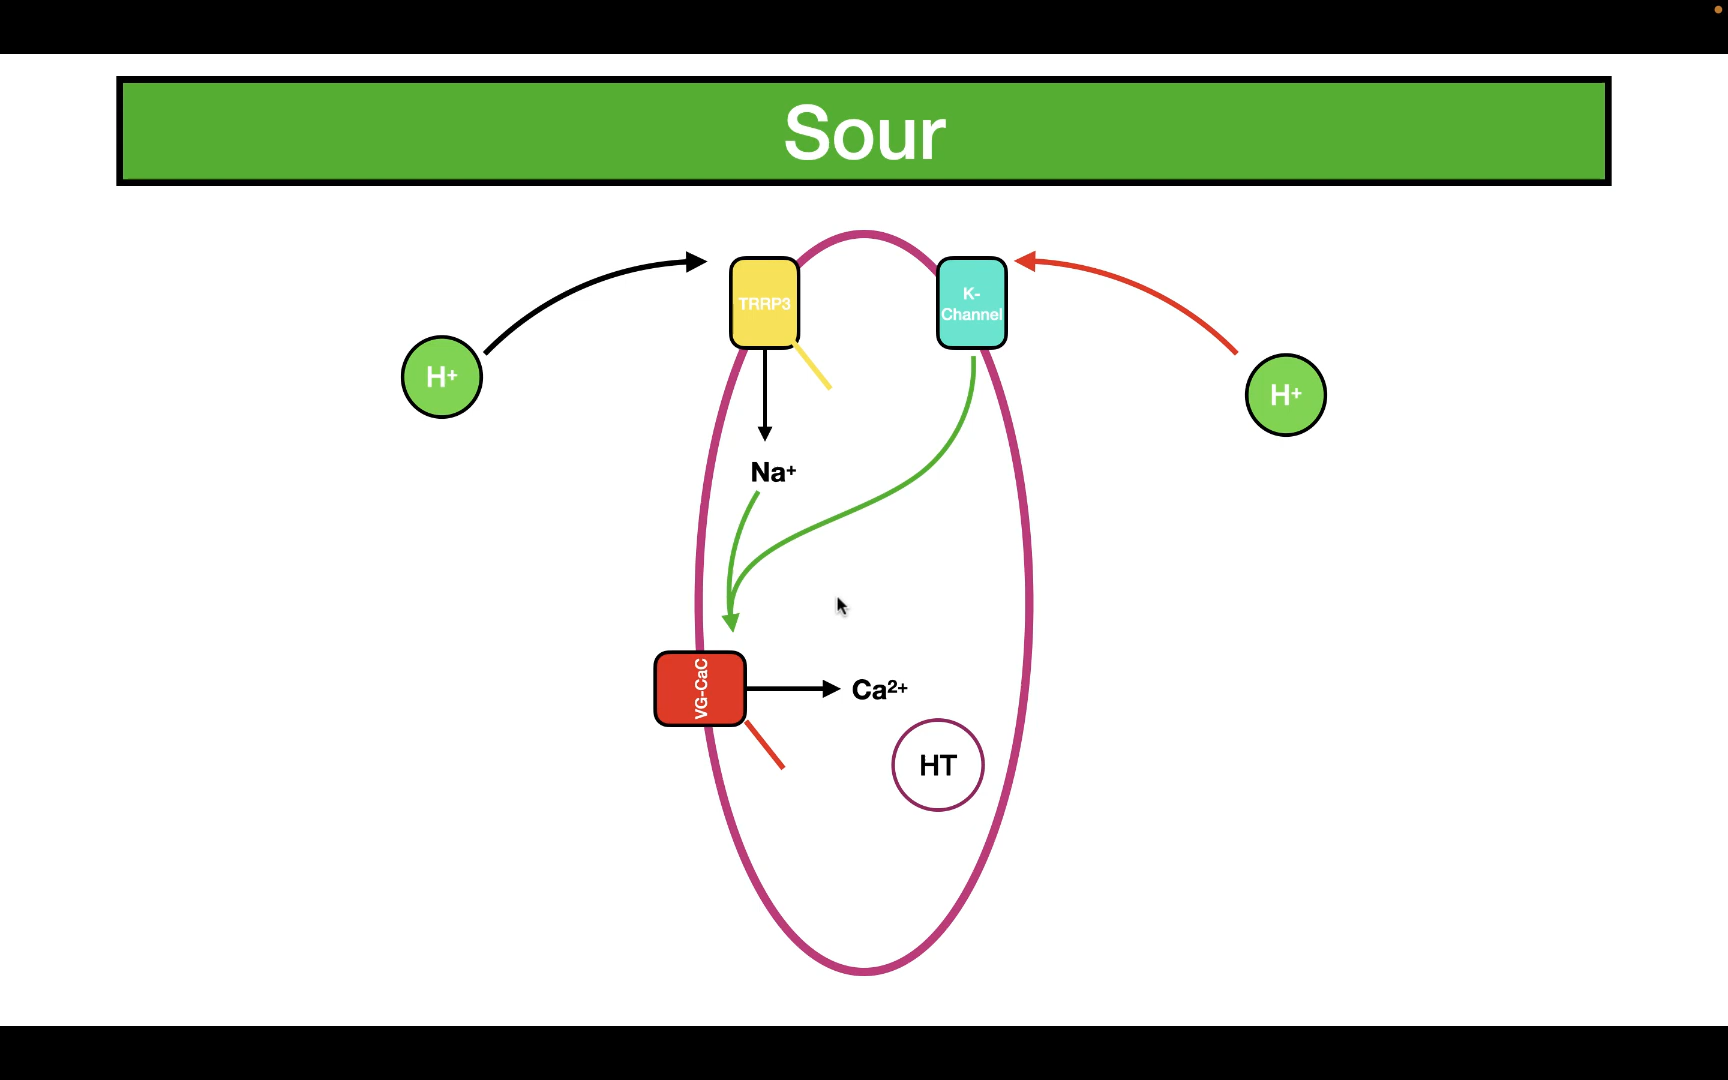 Sour
TRRP3
K-
Channel
H+
H+
Na+
VG-CaC
Ca2+
HT